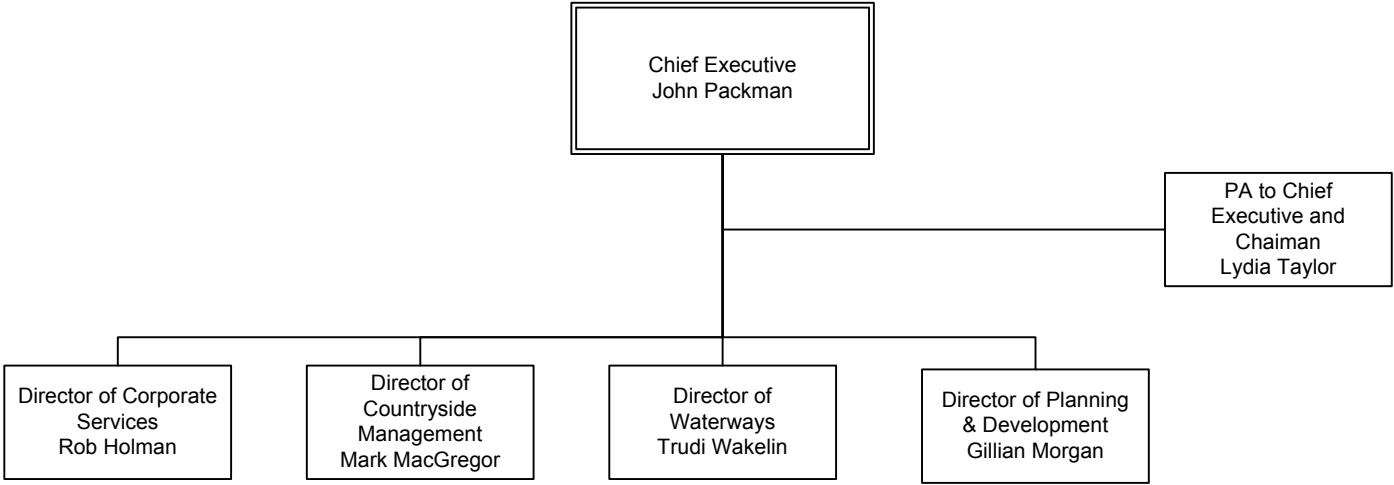 Chief Executive
John Packman
PA to Chief
Executive and
Chaiman
Lydia Taylor
Director of Corporate
Services
Rob Holman
Director of
Countryside
Management
Mark MacGregor
Director of
Waterways
Trudi Wakelin
Director of Planning
& Development
Gillian Morgan